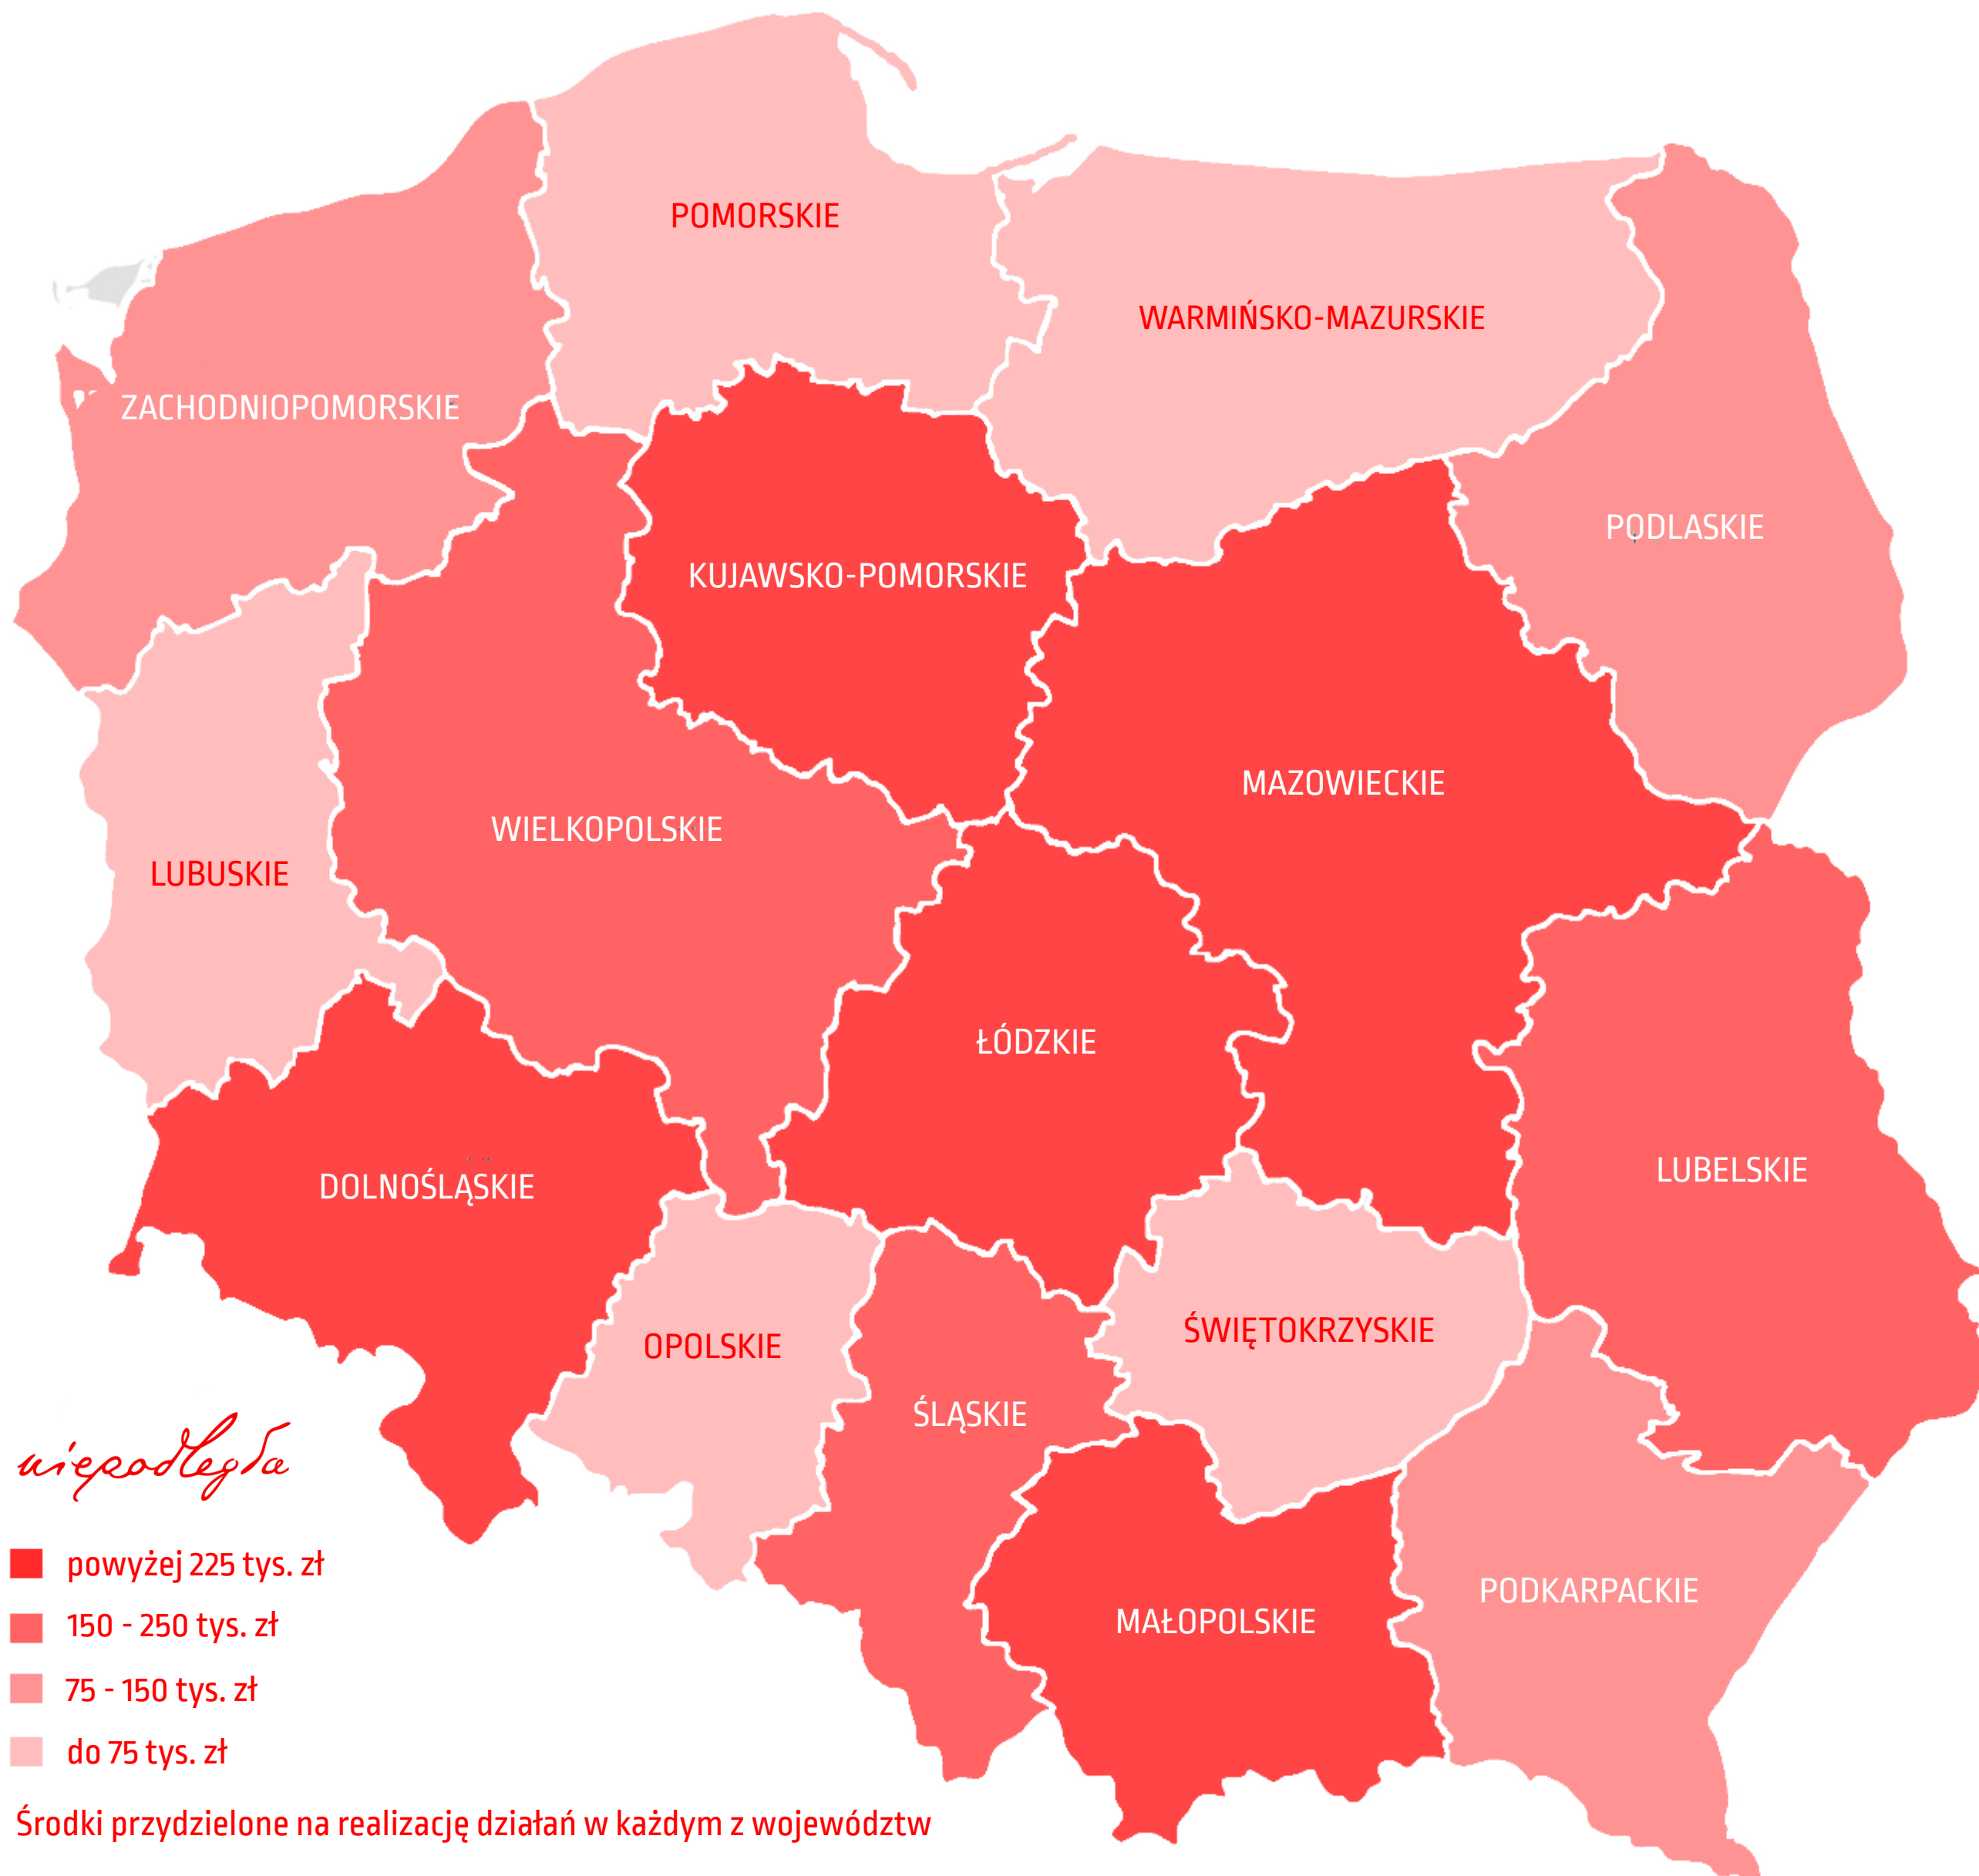 POMORSKIE
WARMIŃSKO-MAZURSKIE
ZACHODNIOPOMORSKIE
PODLASKIE
KUJAWSKO-POMORSKIE
MAZOWIECKIE
WIELKOPOLSKIE
LUBUSKIE
ŁÓDZKIE
LUBELSKIE
DOLNOŚLĄSKIE
ŚWIĘTOKRZYSKIE
OPOLSKIE
ŚLĄSKIE
PODKARPACKIE
MAŁOPOLSKIE
niepodległa
powyżej 225 tys. zł
150 - 250 tys. zł
75 - 150 tys. zł
do 75 tys. zł
Środki przydzielone na realizację działań w każdym z województw